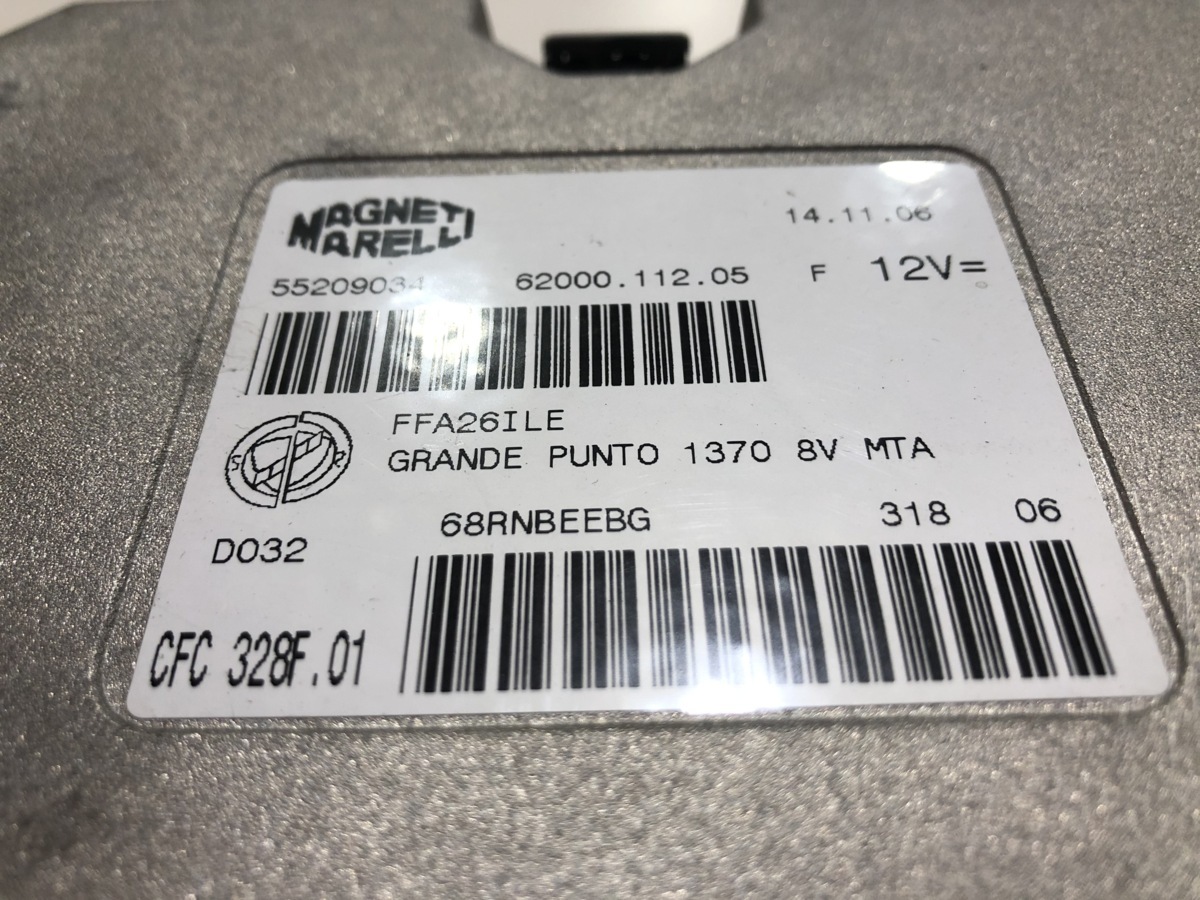 MAGNETI
MARELLI
14.11.06
55209034 62000.112.05 F 12V=
FFA26ILE
GRANDE PUNTO 1370 8V MTA
68RNBEEBG 318 06
D032
CFC 328F.01